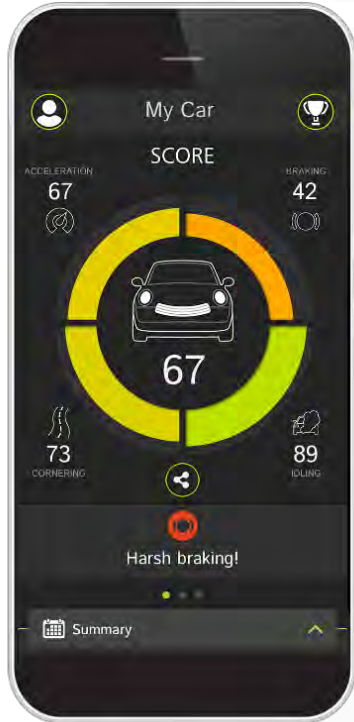 My Car
SCORE
ACCELERATION
67
BRAKING
42
67
73
CORNERING
89
IDLING
Harsh braking!
Summary